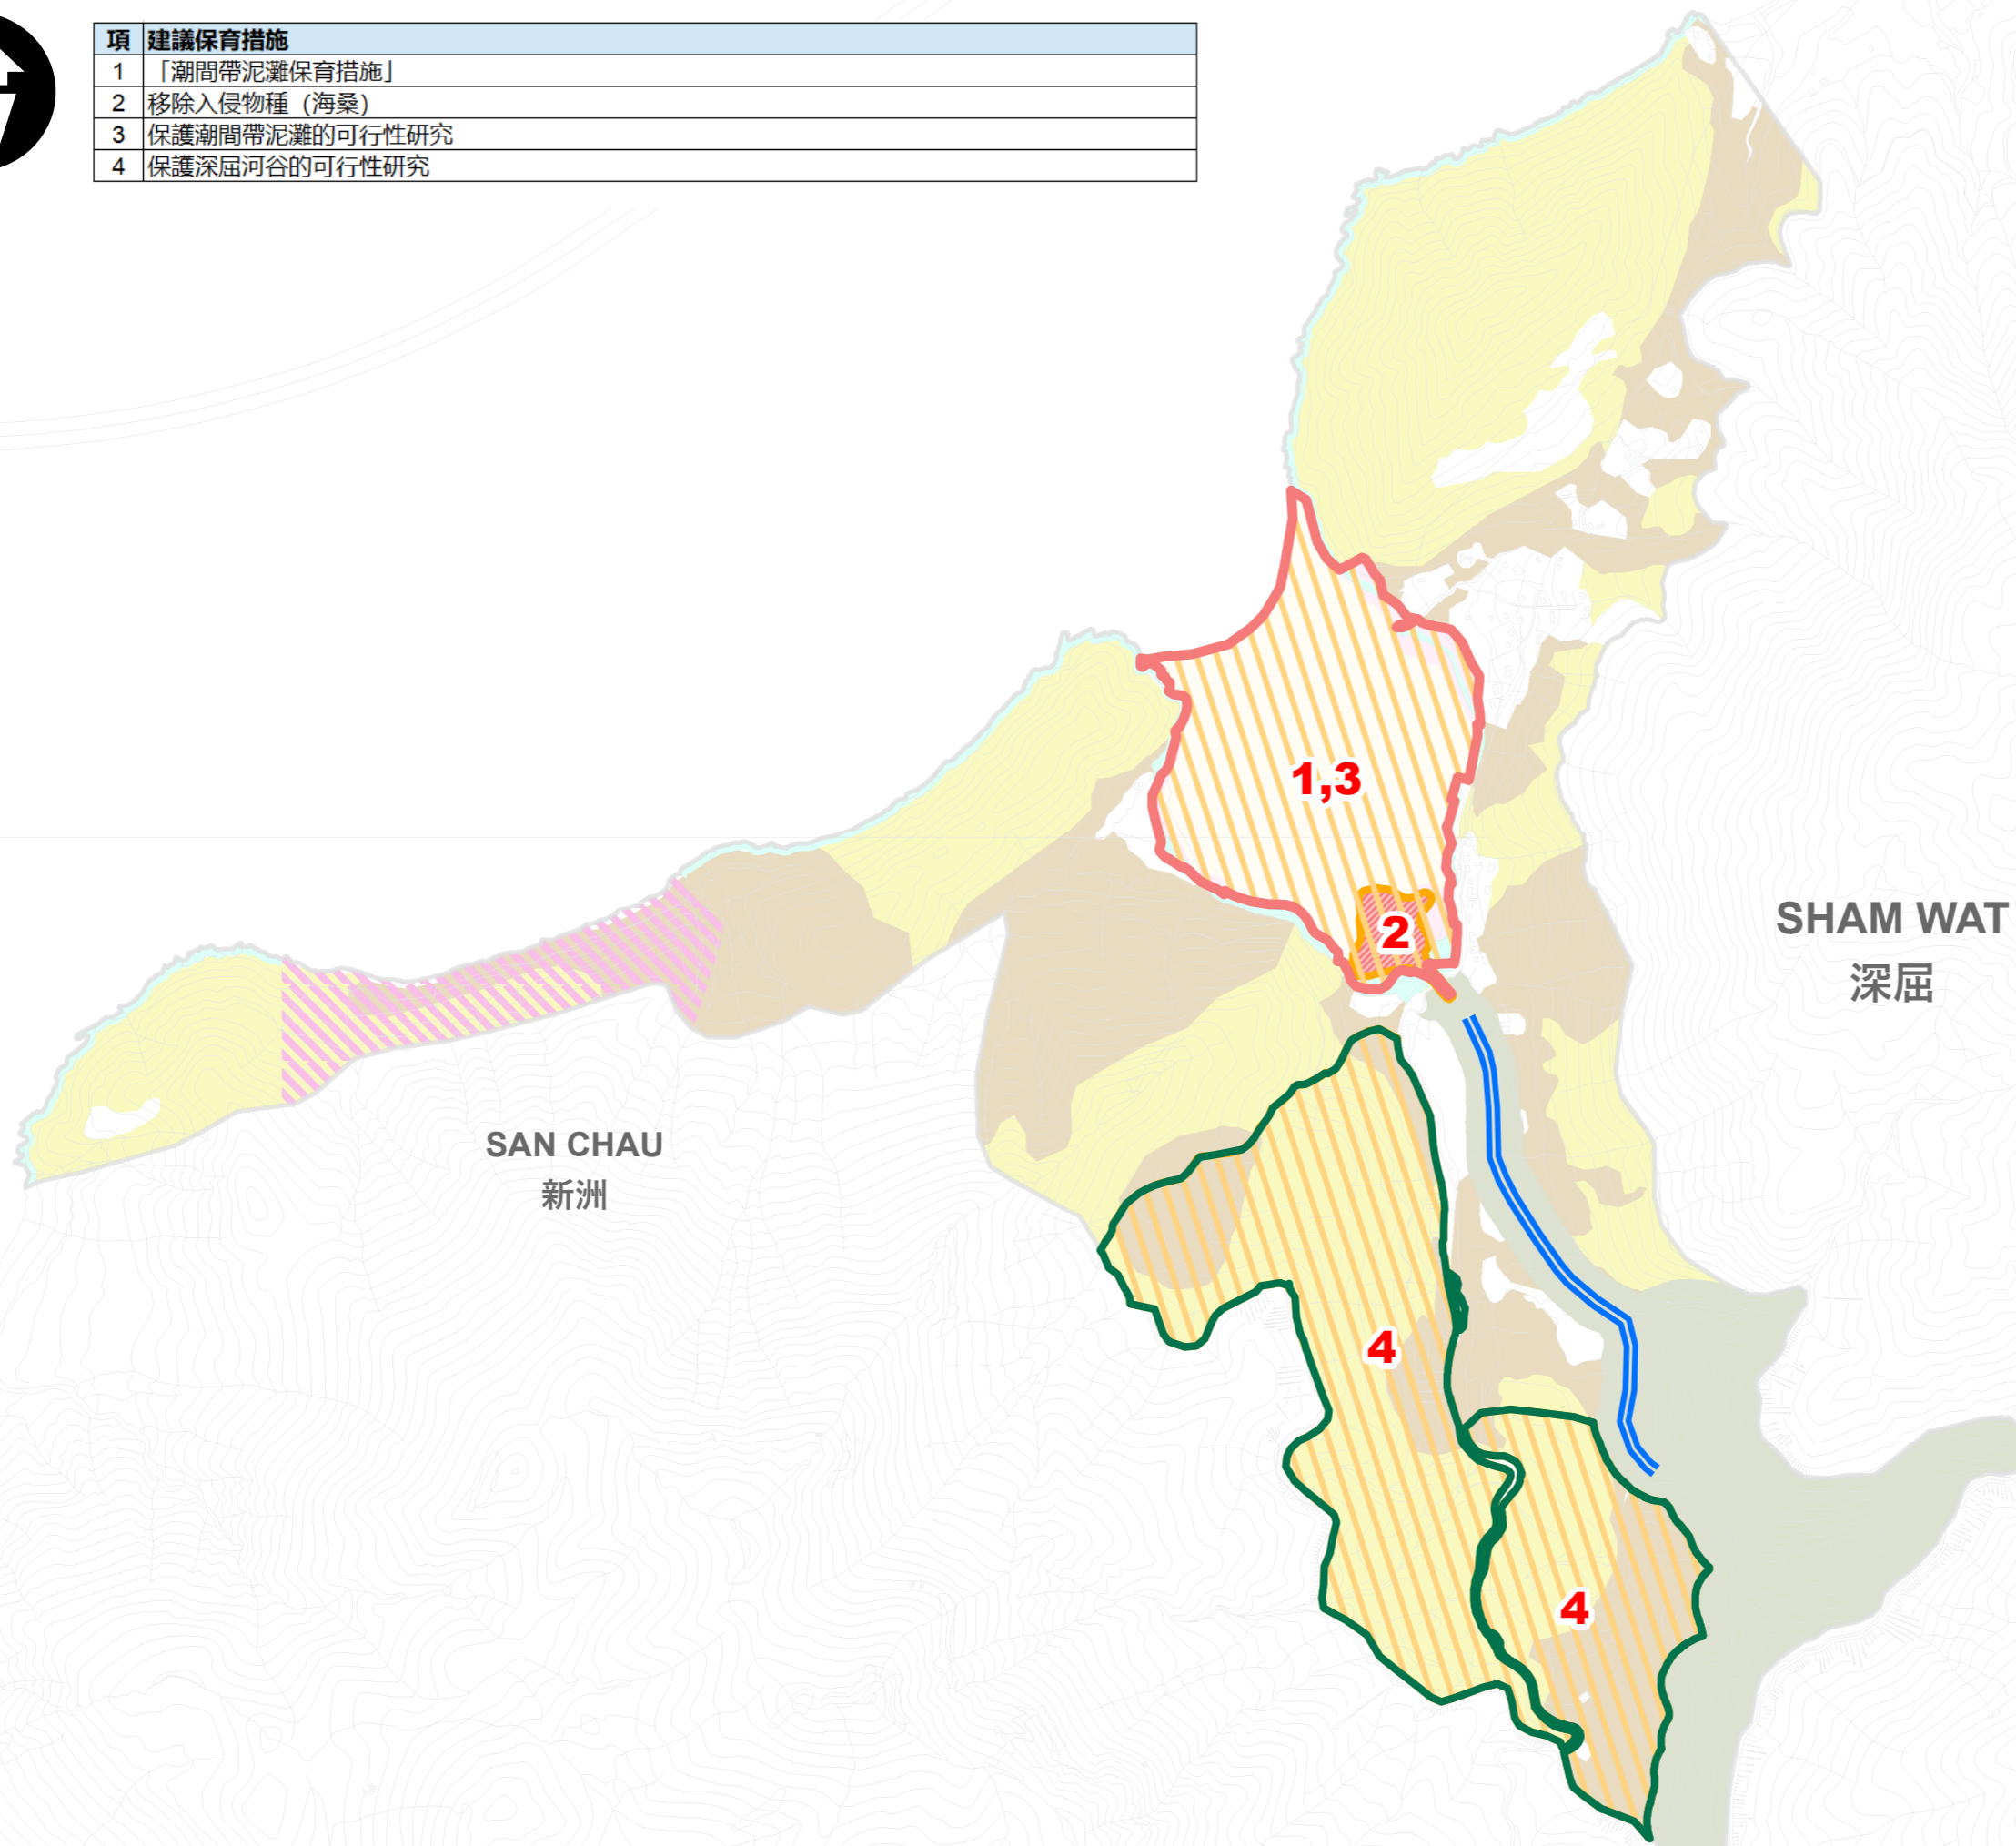 項 建議保育措施
1 「潮間帶泥灘保育措施」
2 移除入侵物種 (海桑)
3 保護潮間帶泥灘的可行性研究
4 保護深屈河谷的可行性研究
1,3
2
SHAM WAT
深屈
SAN CHAU
新洲
4
4